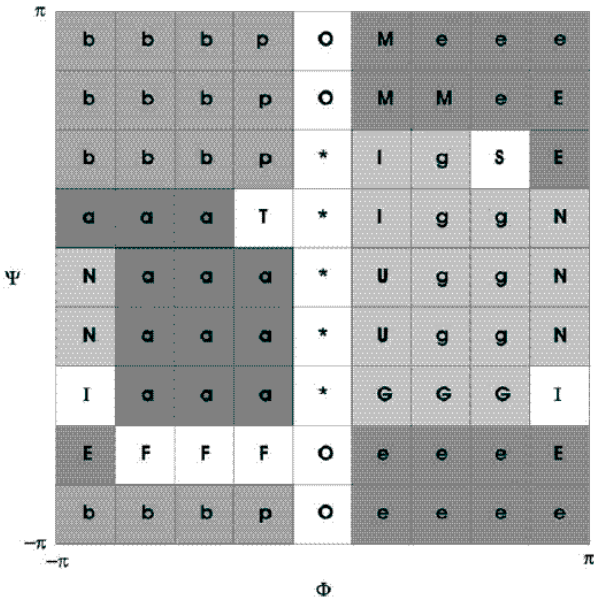 π
b b b p O M e e e
b b b p O M M e E
b b b p * I g S E
a a a T * I g g N
Ψ
N a a a * U g g N
N a a a * U g g N
I a a a * G G G I
E F F F O e e e E
b b b p O e e e e
−π
−π π
Φ